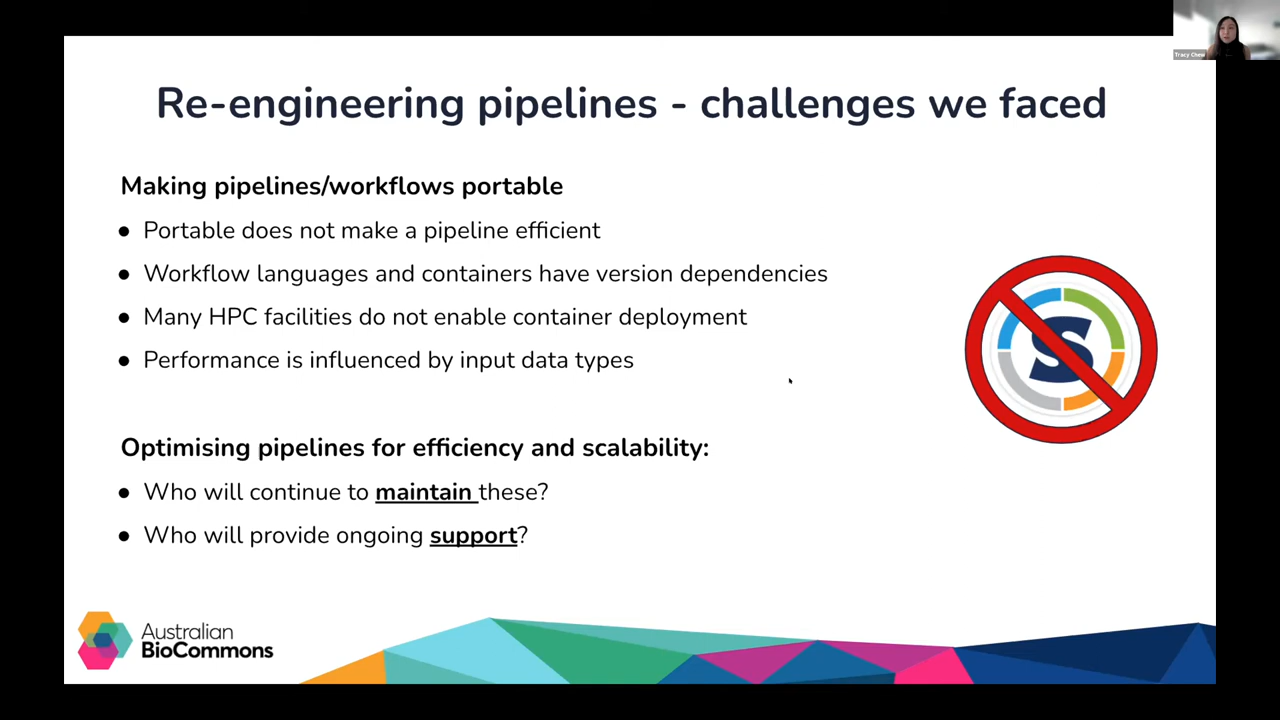 Tracy Chew
Re-engineering pipelines - challenges we faced
Making pipelines/workflows portable
● Portable does not make a pipeline efficient
● Workflow languages and containers have version dependencies
● Many HPC facilities do not enable container deployment
● Performance is influenced by input data types
S
Optimising pipelines for efficiency and scalability:
● Who will continue to maintain these?
● Who will provide ongoing support?
Australian
BioCommons